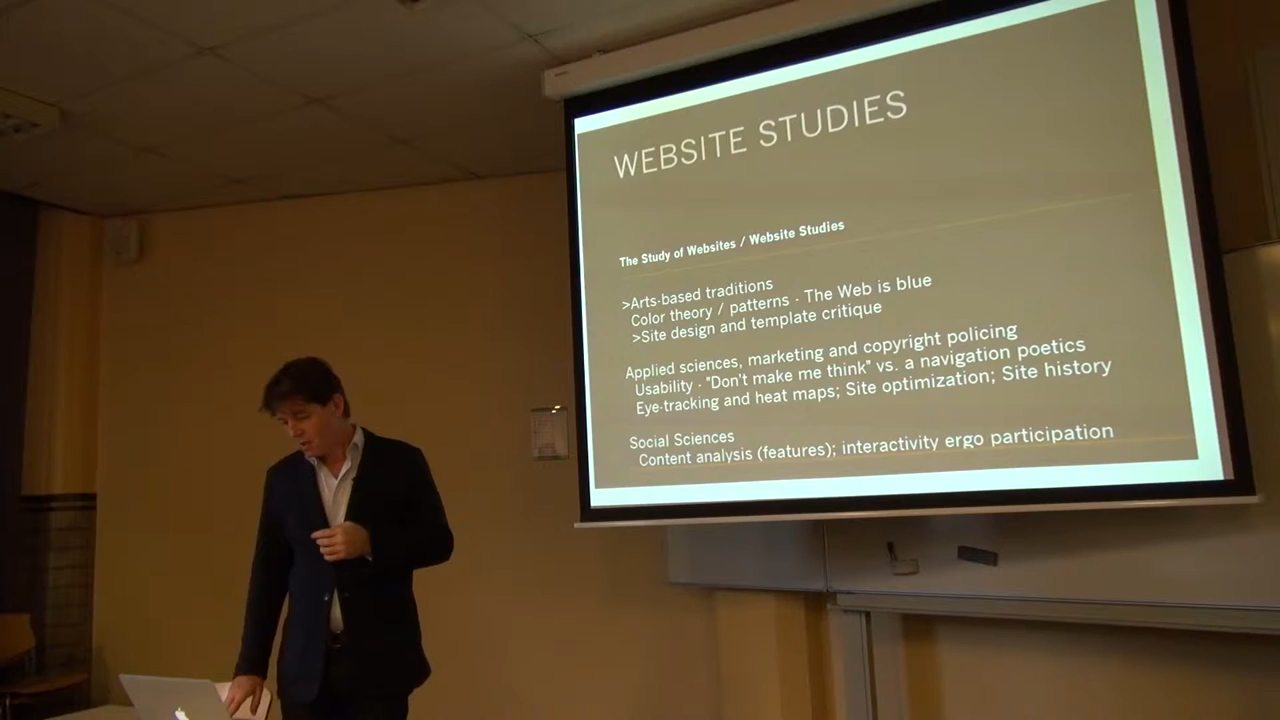 WEBSITE STUDIES
The Study of Websites / Website Studies
>Arts-based traditions
Color theory / patterns - The Web is blue
>Site design and template critique
Applied sciences, marketing and copyright policing
Usability - "Don't make me think" vs. a navigation poetics
Eye-tracking and heat maps; Site optimization; Site history
Social Sciences
Content analysis (features); interactivity ergo participation